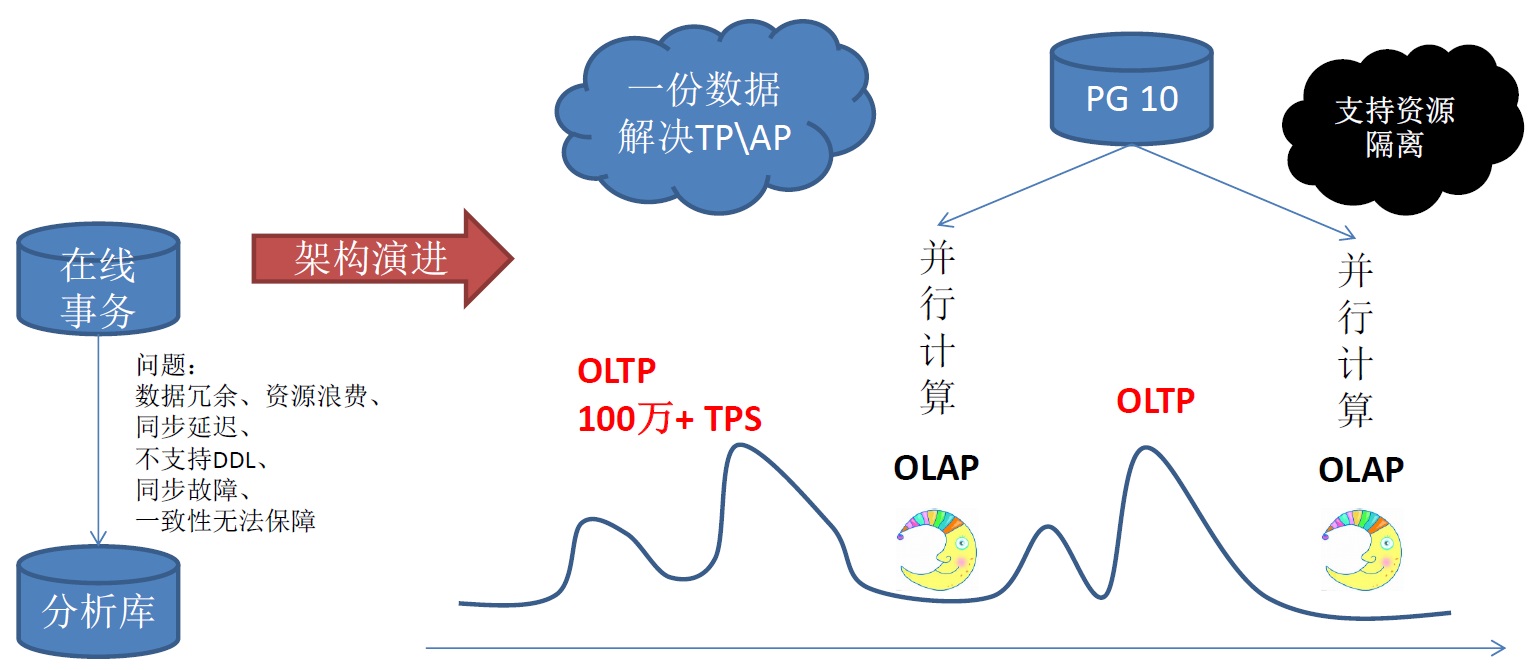 一份数据
解决TP\AP
PG 10
支持资源
隔离
在线
事务
架构演进
问题：
数据冗余、资源浪费、
同步延迟、
不支持DDL、
同步故障、
一致性无法保障
分析库
OLTP
100万+ TPS
并
行
计
算
OLAP
OLTP
并
行
计
算
OLAP